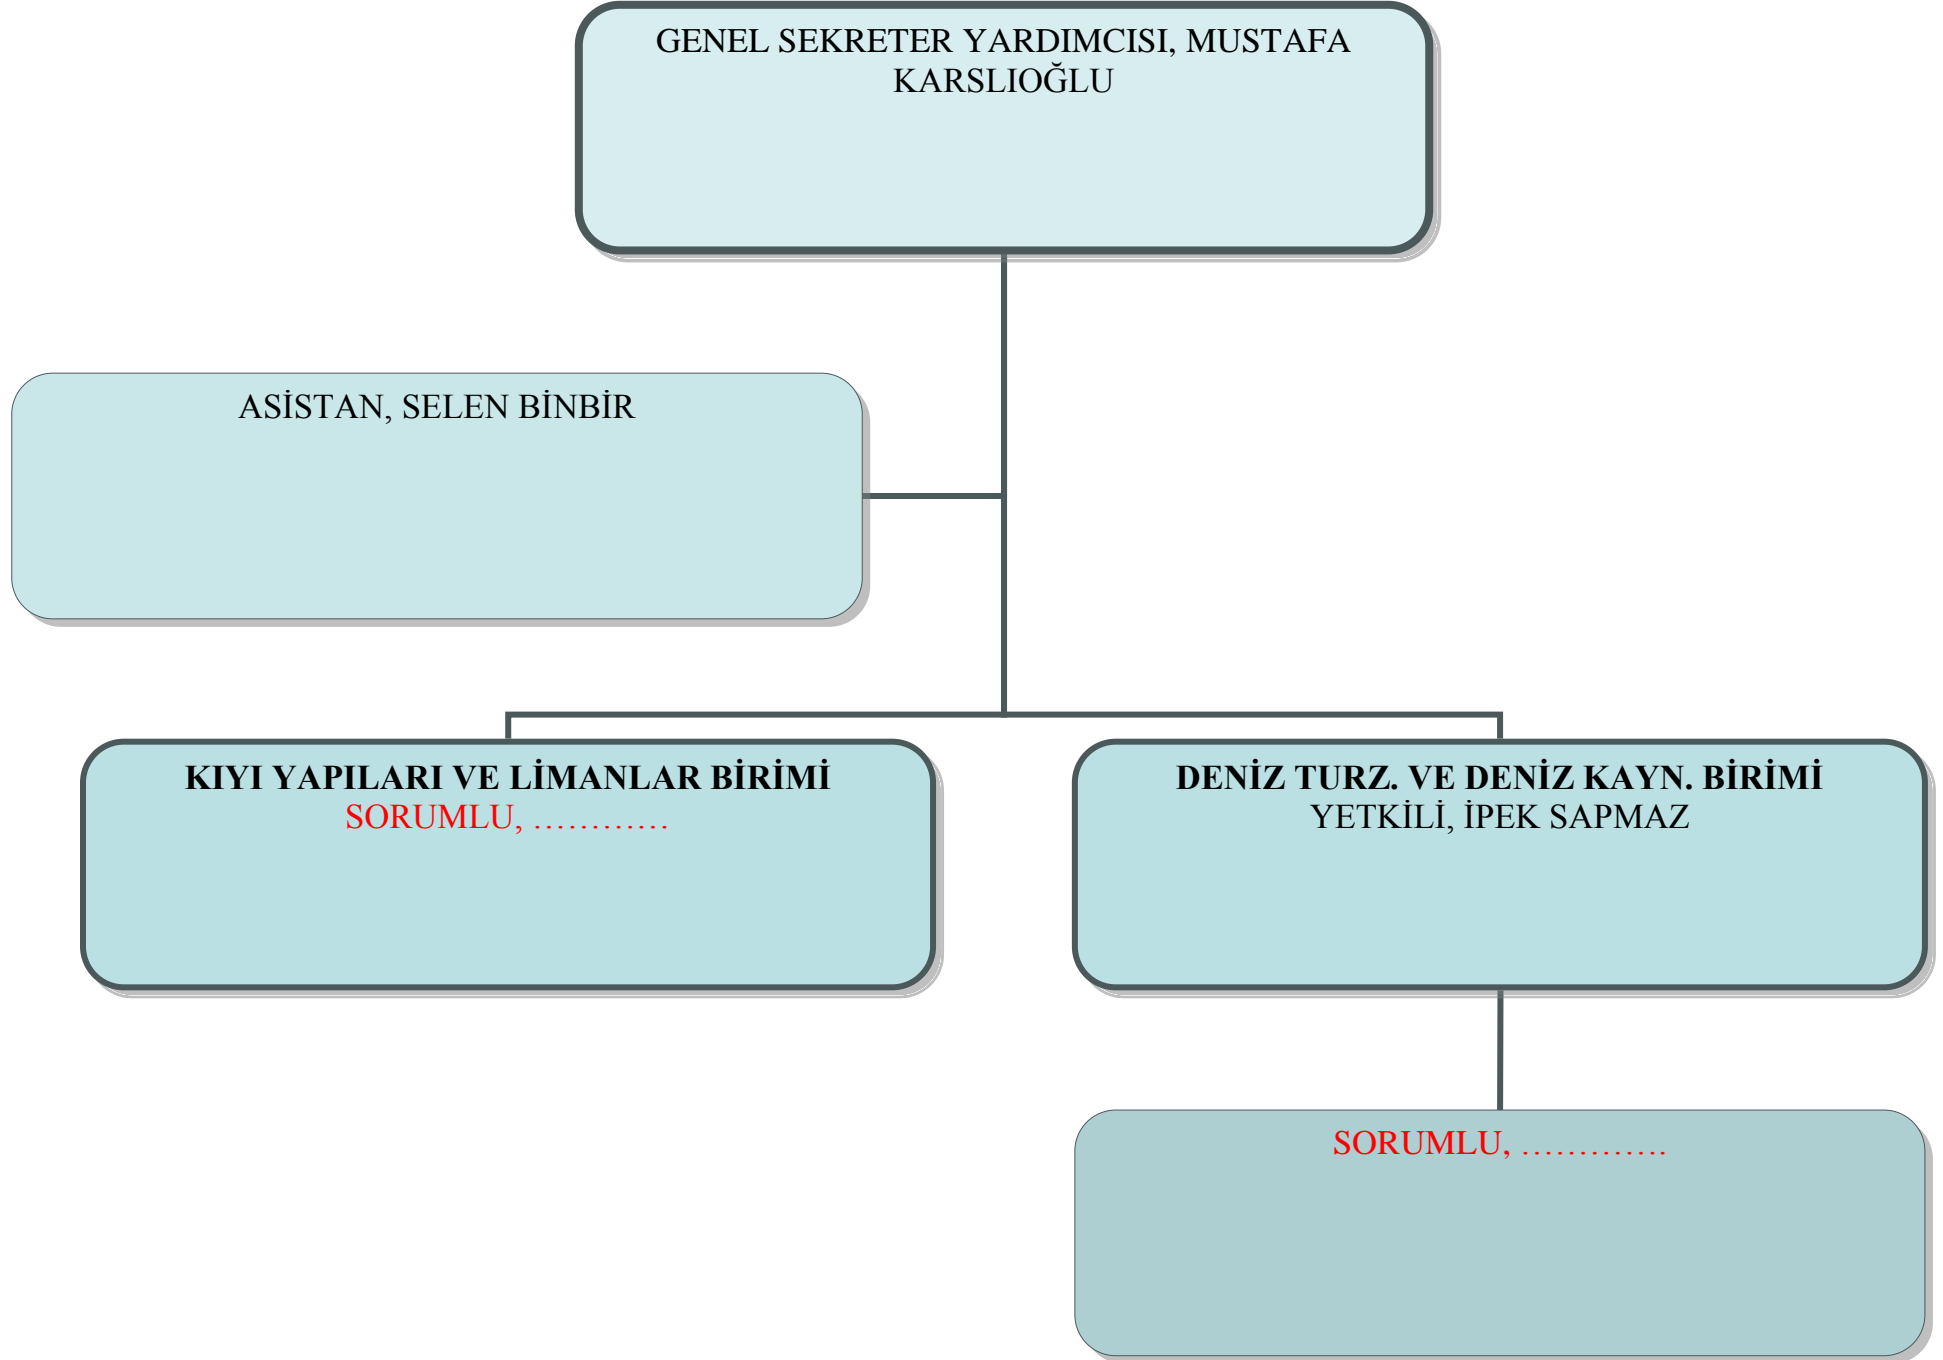 GENEL SEKRETER YARDIMCISI, MUSTAFA
KARSLIOĞLU
ASİSTAN, SELEN BİNBİR
KIYI YAPILARI VE LİMANLAR BİRİMİ
SORUMLU, …………
DENİZ TURZ. VE DENİZ KAYN. BİRİMİ
YETKİLİ, İPEK SAPMAZ
SORUMLU, ………….